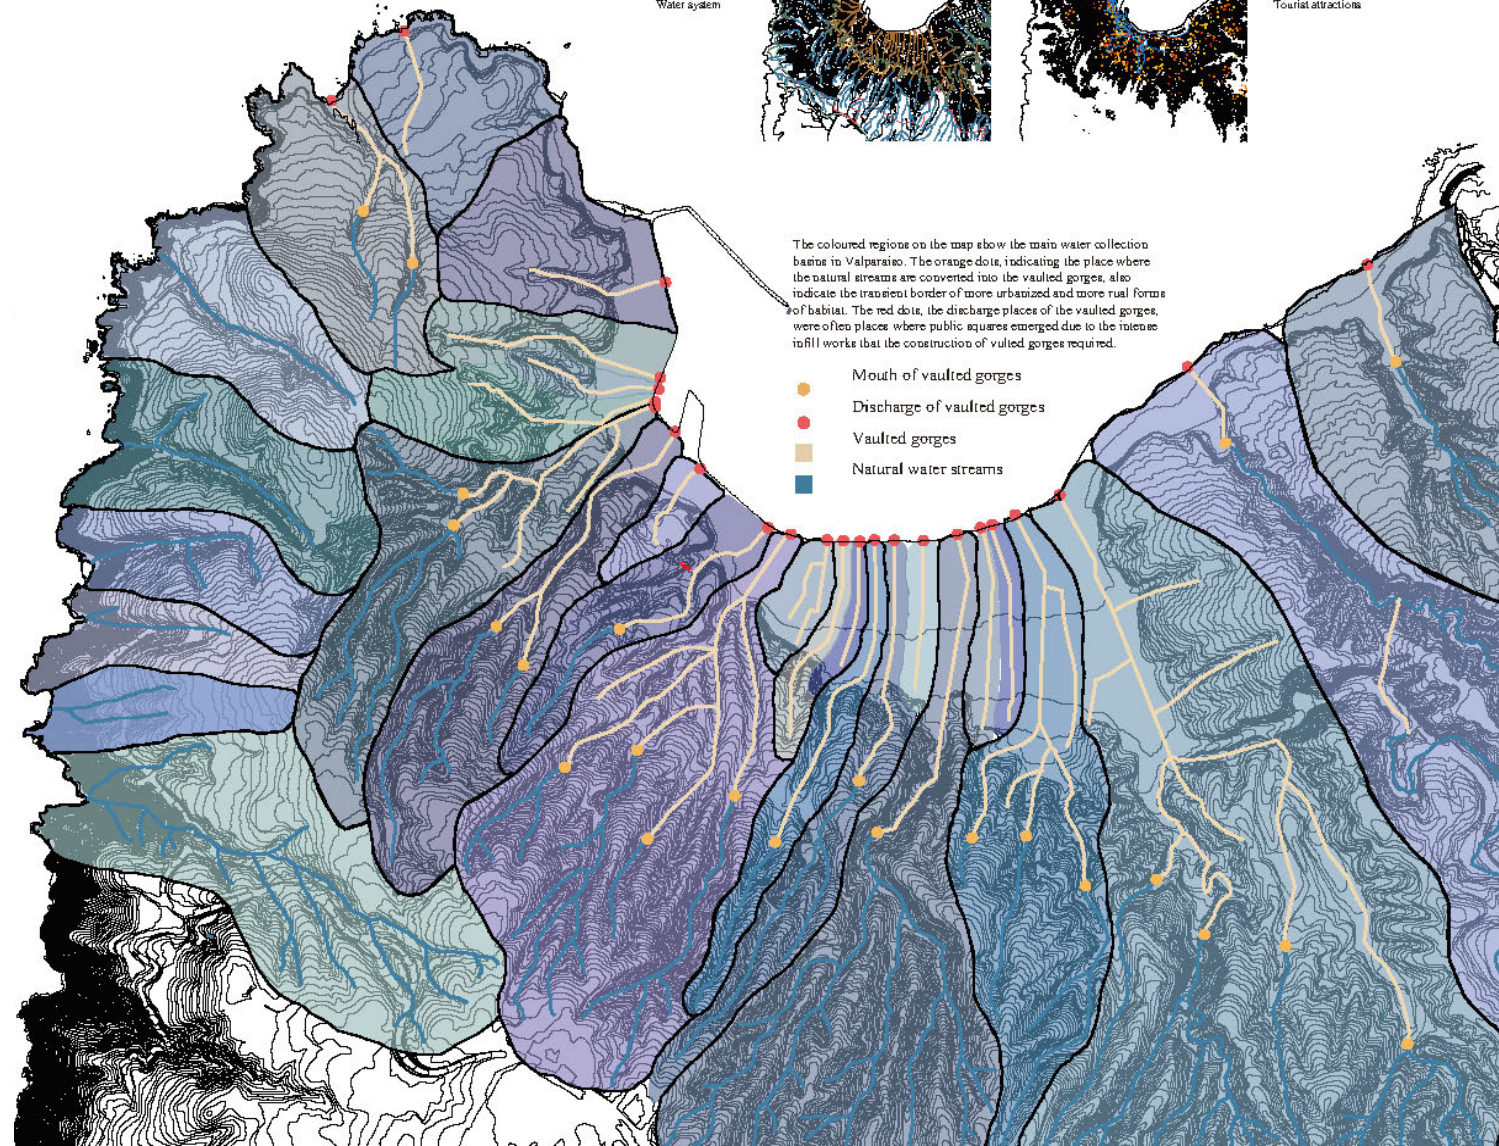 Water system
Tourist attractions
The coloured regions on the map show the main water collection
basins in Valparaiso. The orange dots, indicating the place where
the natural streams are converted into the vaulted gorges, also
indicate the transient border of more urbanized and more rual forms
of habitat. The red dots, the discharge places of the vaulted gorges,
were often places where public squares emerged due to the intense
infill works that the construction of vulted gorges required.
Mouth of vaulted gorges
Discharge of vaulted gorges
Vaulted gorges
Natural water streams